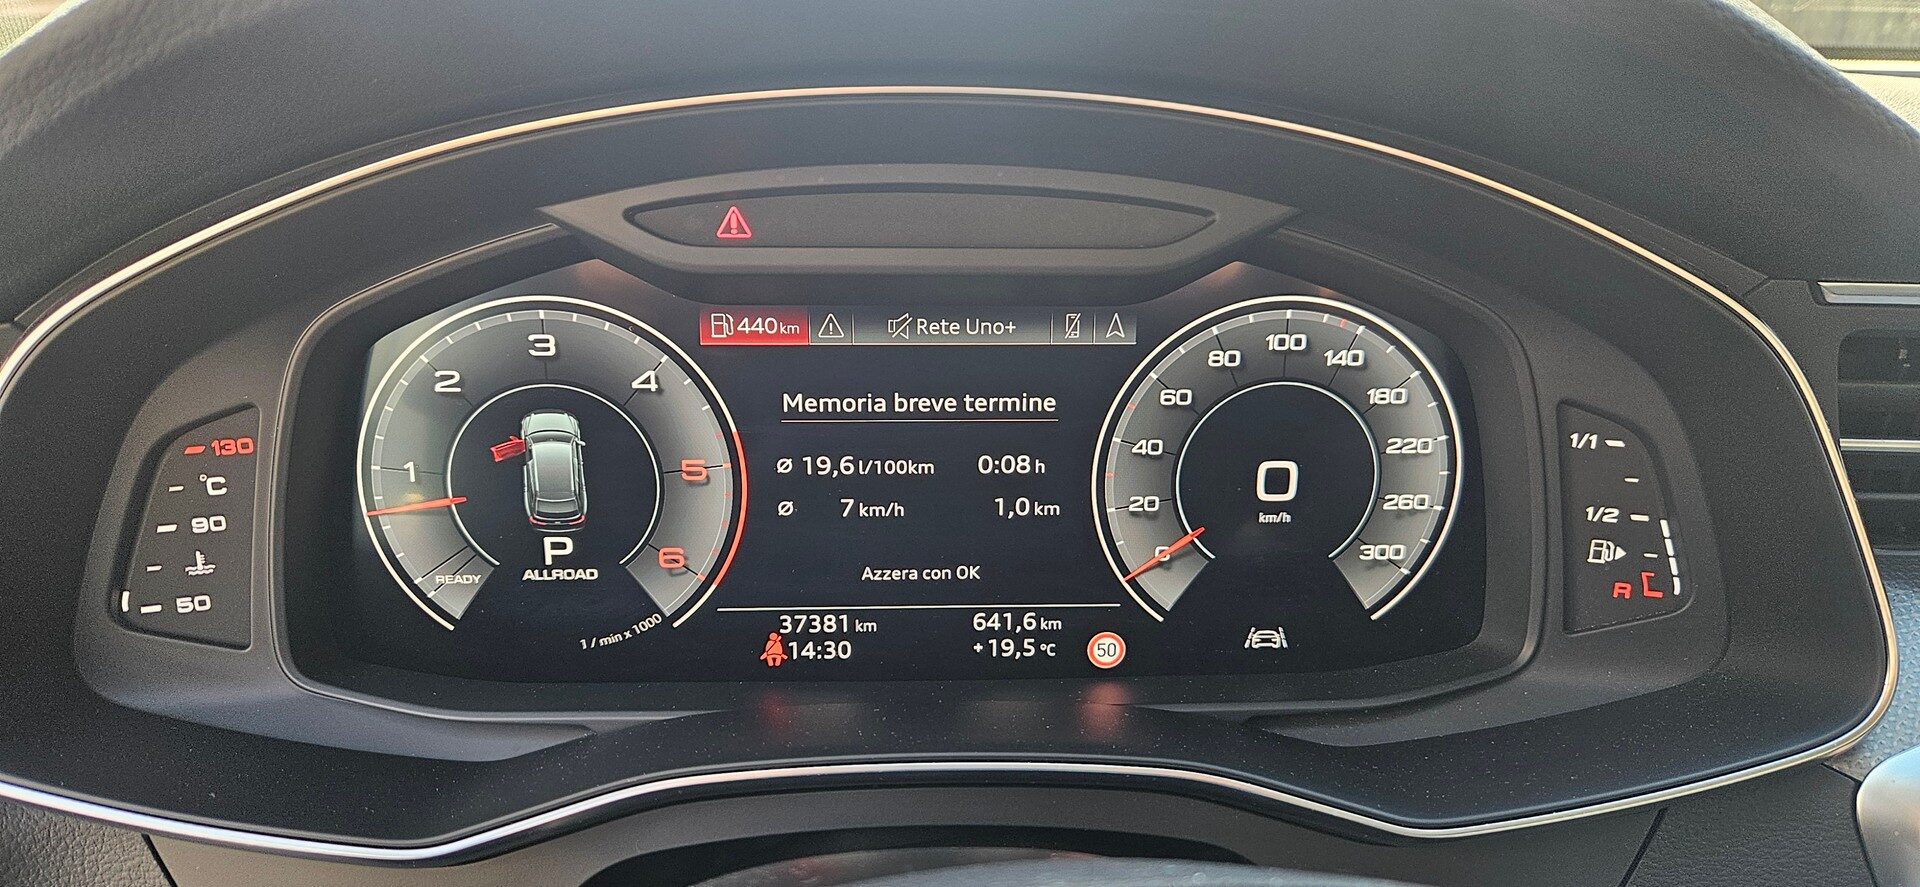 440 km
Rete Uno+
Memoria breve termine
ø 19,6 l/100km 0:08 h
ø 7 km/h 1,0 km
Azzera con OK
37381 km 641,6 km
14:30 +19,5 °C
50
READY
1
1
2
3
4
5
6
1 / min x 1000
P
ALLROAD
0
20
40
60
80
100
140
180
220
260
300
0
km/h
130
°C
90
50
1/1
1/2
R